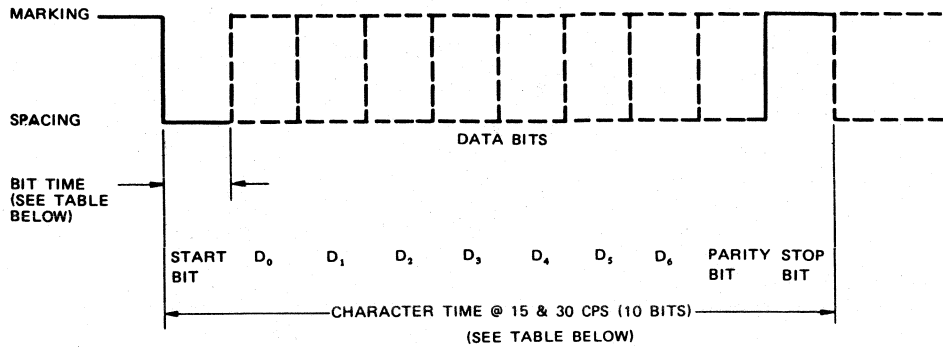 MARKING
SPACING
DATA BITS
BIT TIME
(SEE TABLE
BELOW)
START BIT D₀ D₁ D₂ D₃ D₄ D₅ D₆ PARITY BIT STOP BIT
CHARACTER TIME @ 15 & 30 CPS (10 BITS)
(SEE TABLE BELOW)